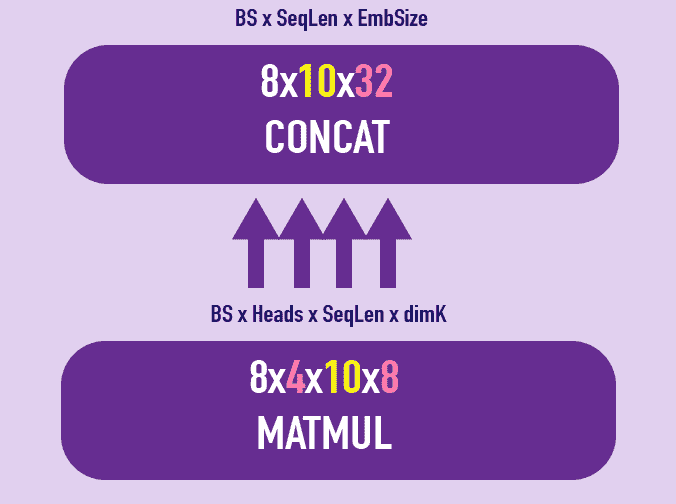 BS x SeqLen x EmbSize
8x10x32
CONCAT
BS x Heads x SeqLen x dimK
8x4x10x8
MATMUL